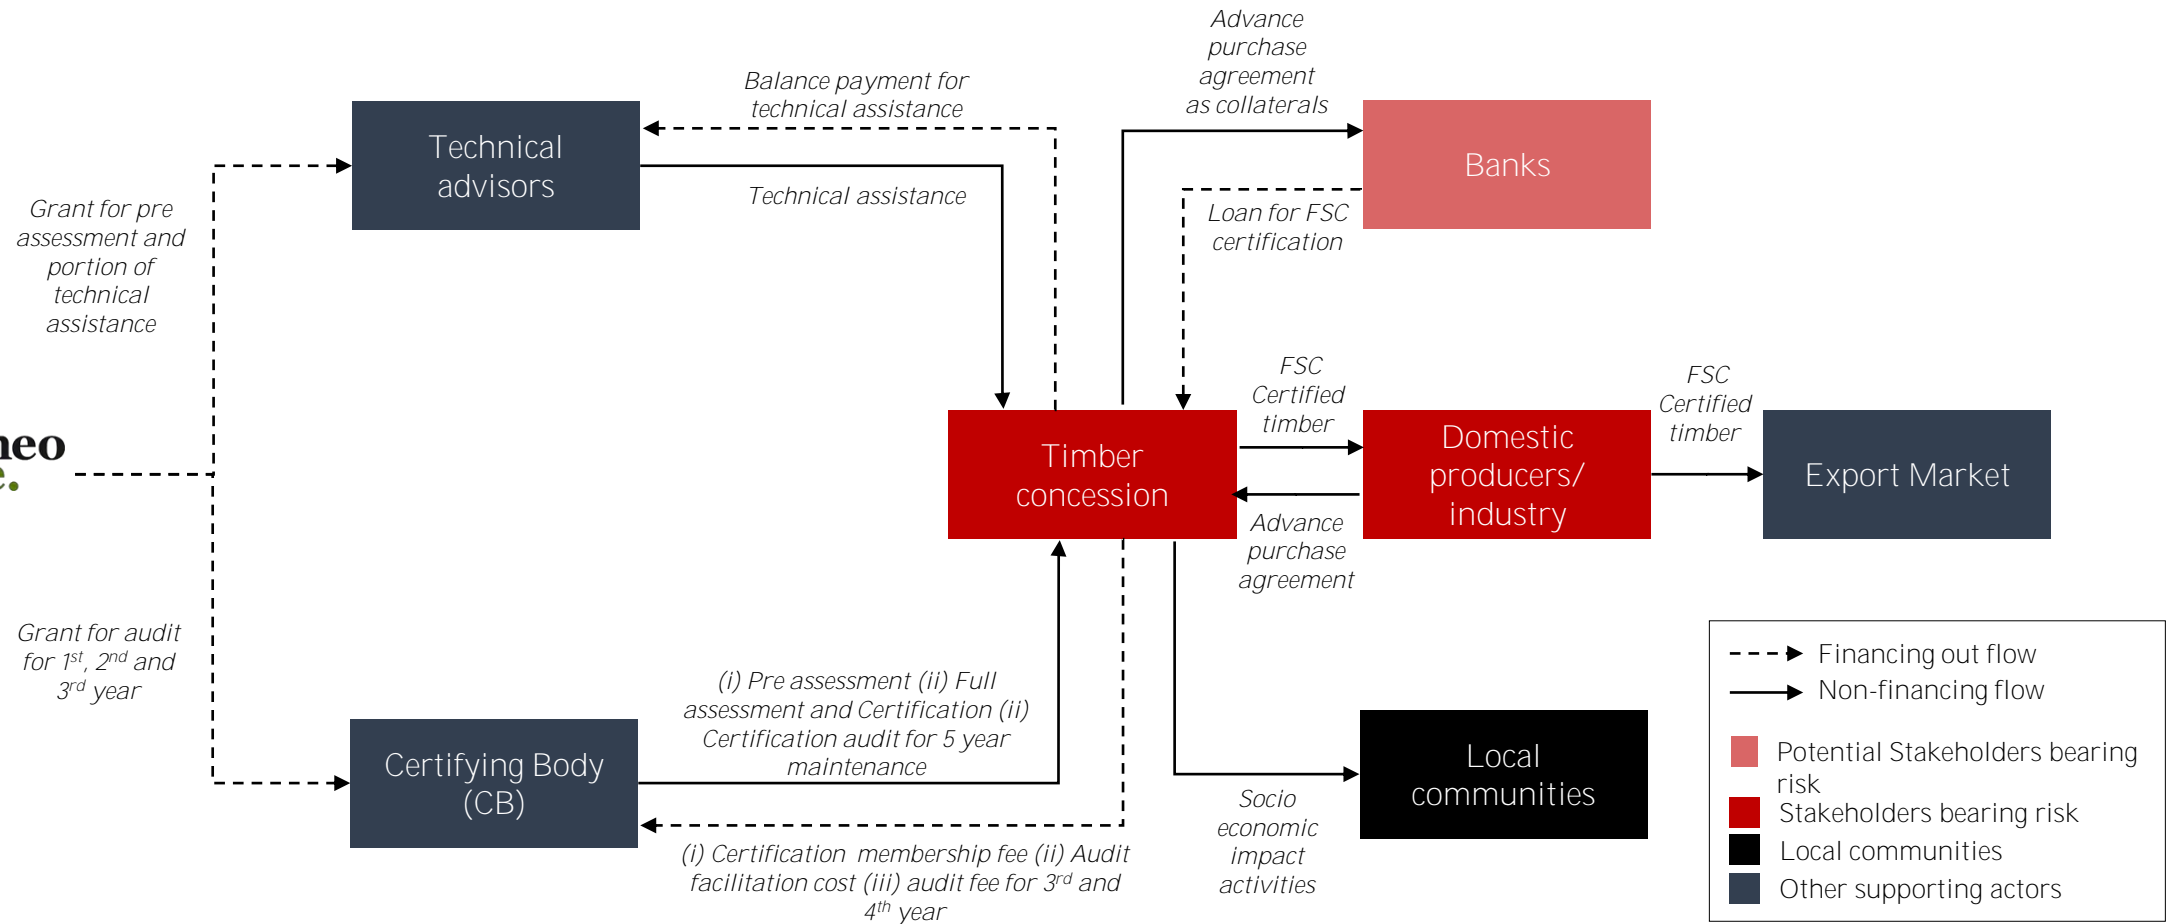 Advance
purchase
agreement
as collaterals
Balance payment for
technical assistance
Technical
advisors
Technical assistance
Banks
Loan for FSC
certification
Grant for pre
assessment and
portion of
technical
assistance
neo
e.
Timber
concession
FSC
Certified
timber
Advance
purchase
agreement
Domestic
producers/
industry
FSC
Certified
timber
Export Market
Grant for audit
for 1st, 2nd and
3rd year
Certifying Body
(CB)
(i) Pre assessment (ii) Full
assessment and Certification (ii)
Certification audit for 5 year
maintenance
(i) Certification membership fee (ii) Audit
facilitation cost (iii) audit fee for 3rd and
4th year
Socio
economic
impact
activities
Local
communities
Financing out flow
Non-financing flow
Potential Stakeholders bearing
risk
Stakeholders bearing risk
Local communities
Other supporting actors